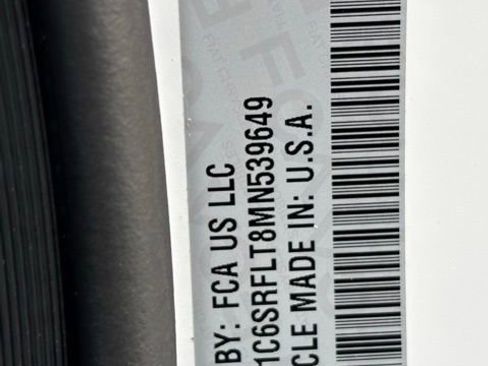 BY: FCA US LLC
1C6SRFLT8MN539649
CLE MADE IN: U.S.A.